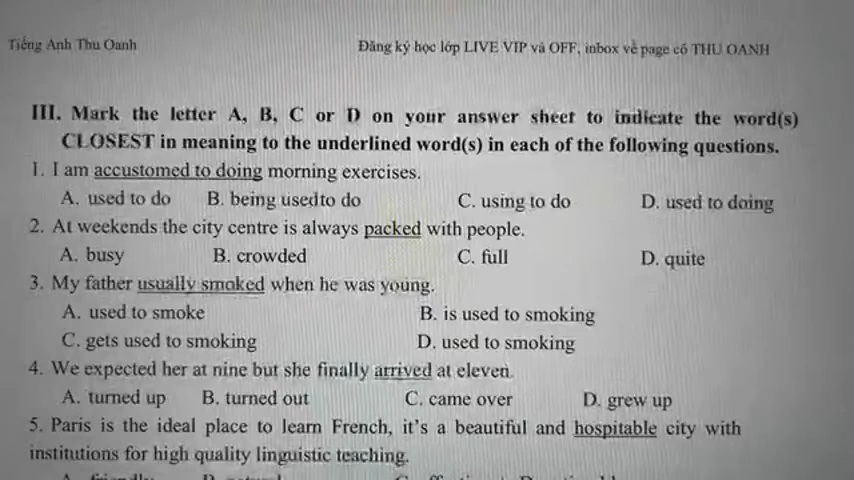 Tiếng Anh Thu Oanh
Đăng ký học lớp LIVE VIP và OFF, inbox về page cô THU OANH
III. Mark the letter A, B, C or D on your answer sheet to indicate the word(s)
CLOSEST in meaning to the underlined word(s) in each of the following questions.
1. I am accustomed to doing morning exercises.
A. used to do B. being used to do C. using to do D. used to doing
2. At weekends the city centre is always packed with people.
A. busy B. crowded C. full D. quite
3. My father usually smoked when he was young.
A. used to smoke B. is used to smoking
C. gets used to smoking D. used to smoking
4. We expected her at nine but she finally arrived at eleven.
A. turned up B. turned out C. came over D. grew up
5. Paris is the ideal place to learn French, it's a beautiful and hospitable city with
institutions for high quality linguistic teaching.
A. friendly B. natural